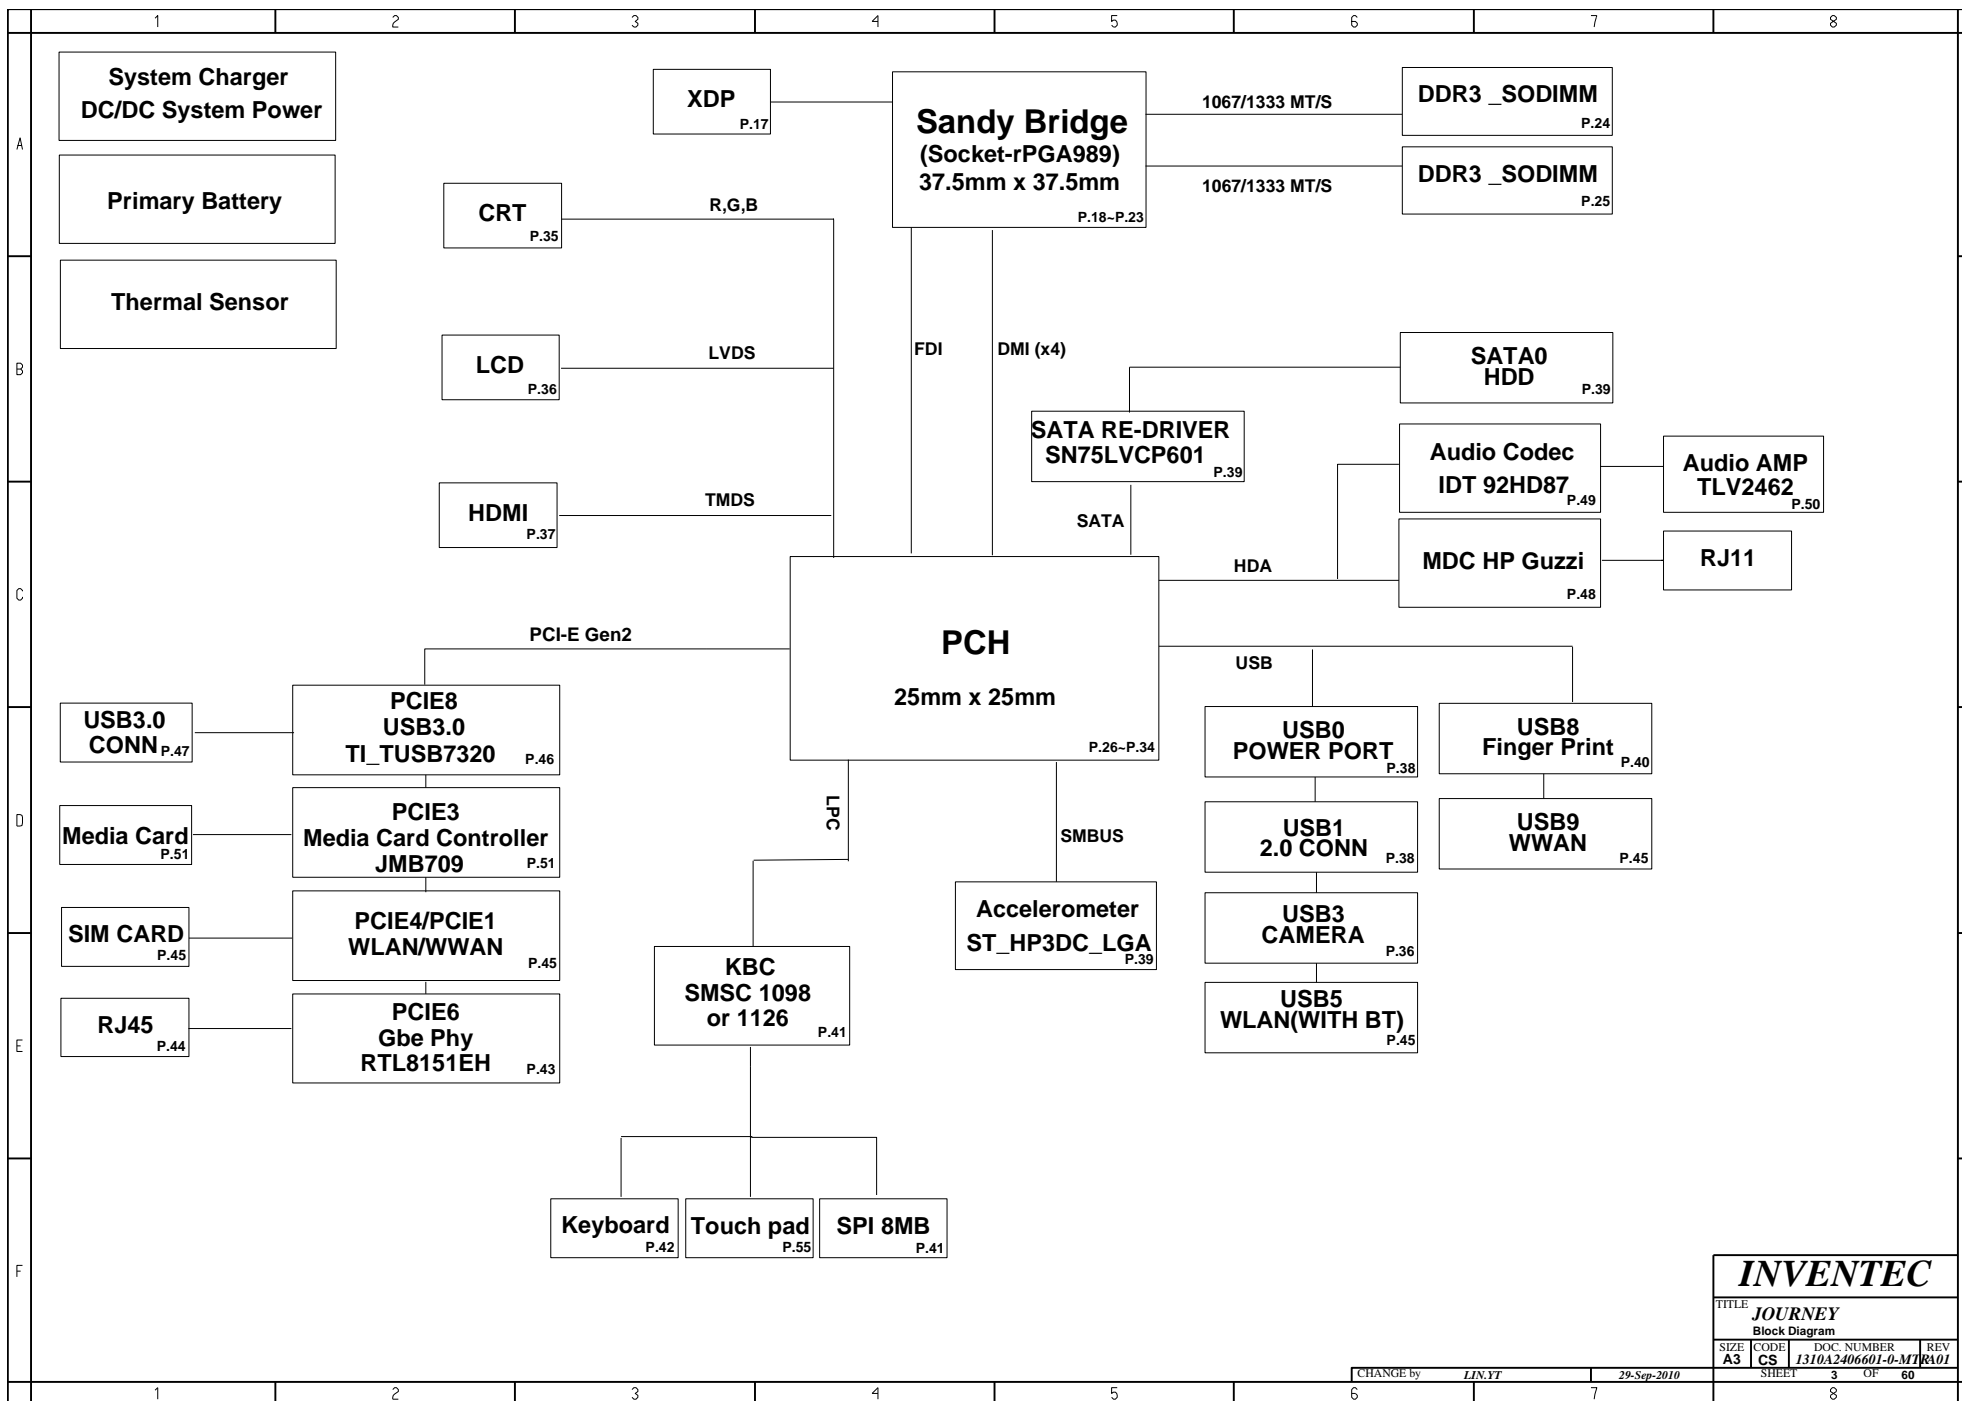 1 2 3 4 5 6 7 8
A
B
C
D
E
F
System Charger
DC/DC System Power
Primary Battery
Thermal Sensor
XDP
P.17
Sandy Bridge
(Socket-rPGA989)
37.5mm x 37.5mm
P.18~P.23
1067/1333 MT/S
DDR3 _SODIMM
P.24
1067/1333 MT/S
DDR3 _SODIMM
P.25
CRT
P.35
R,G,B
LCD
P.36
LVDS
HDMI
P.37
TMDS
FDI
DMI (x4)
SATA0
HDD
P.39
SATA RE-DRIVER
SN75LVCP601
P.39
SATA
Audio Codec
IDT 92HD87
P.49
Audio AMP
TLV2462
P.50
HDA
MDC HP Guzzi
P.48
RJ11
PCH
25mm x 25mm
P.26~P.34
PCI-E Gen2
USB
USB3.0
CONN
P.47
PCIE8
USB3.0
TI_TUSB7320
P.46
Media Card
P.51
PCIE3
Media Card Controller
JMB709
P.51
SIM CARD
P.45
PCIE4/PCIE1
WLAN/WWAN
P.45
RJ45
P.44
PCIE6
Gbe Phy
RTL8151EH
P.43
LPC
SMBUS
KBC
SMSC 1098
or 1126
P.41
Accelerometer
ST_HP3DC_LGA
P.39
USB0
POWER PORT
P.38
USB1
2.0 CONN
P.38
USB3
CAMERA
P.36
USB5
WLAN(WITH BT)
P.45
USB8
Finger Print
P.40
USB9
WWAN
P.45
Keyboard
P.42
Touch pad
P.55
SPI 8MB
P.41
INVENTEC
TITLE
JOURNEY
Block Diagram
SIZE CODE DOC. NUMBER REV
A3 CS 1310A2406601-0-MTR A01
CHANGE by LIN.YT 29-Sep-2010 SHEET 3 OF 60
1 2 3 4 5 6 7 8